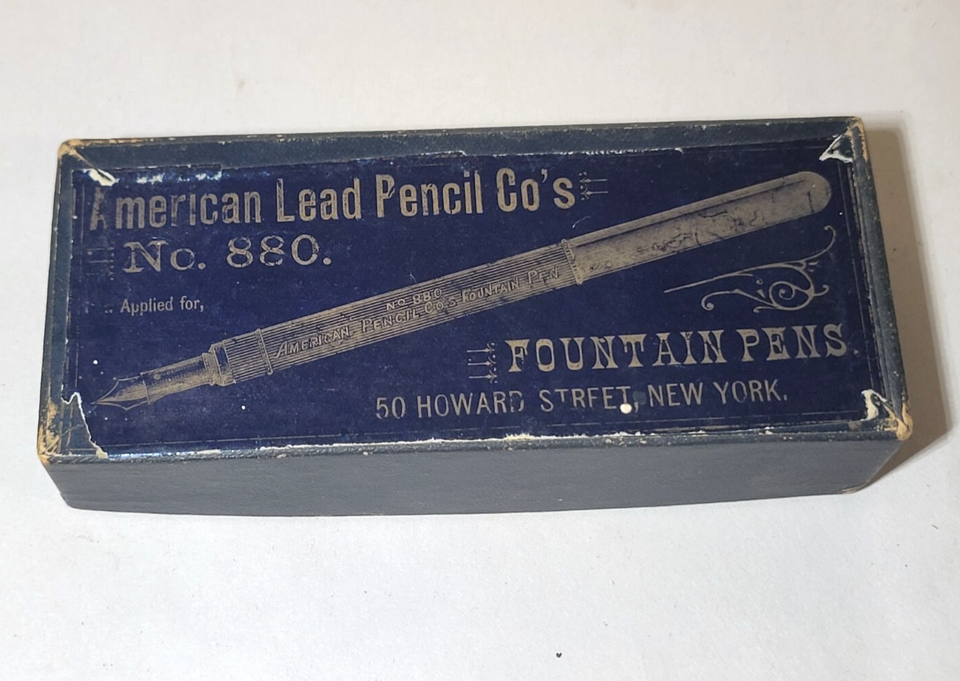 American Lead Pencil Co's
No. 880.
Applied for,
No 880
AMERICAN PENCIL CO'S FOUNTAIN PEN
FOUNTAIN PENS
50 HOWARD STREET, NEW YORK.